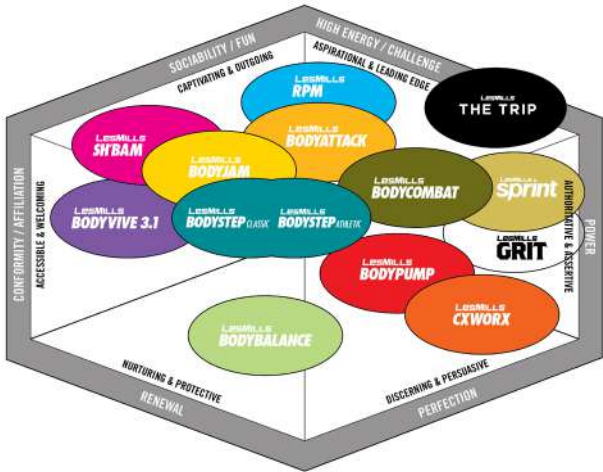 SOCIABILITY / FUN
HIGH ENERGY / CHALLENGE
CAPTIVATING & OUTGOING
ASPIRATIONAL & LEADING EDGE
LESMILLS
RPM
LESMILLS
THE TRIP
LESMILLS
SH'BAM
LESMILLS
BODYJAM
LESMILLS
BODYATTACK
LESMILLS
BODYCOMBAT
LESMILLS
sprint
CONFORMITY / AFFILIATION
ACCESSIBLE & WELCOMING
LESMILLS
BODYVIVE 3.1
LESMILLS
BODYSTEP CLASSIC
LESMILLS
BODYSTEP ATHLETIC
LESMILLS
GRIT
AUTHORITATIVE & ASSERTIVE
POWER
LESMILLS
BODYPUMP
LESMILLS
CXWORX
LESMILLS
BODYBALANCE
NURTURING & PROTECTIVE
DISCERNING & PERSUASIVE
RENEWAL
PERFECTION